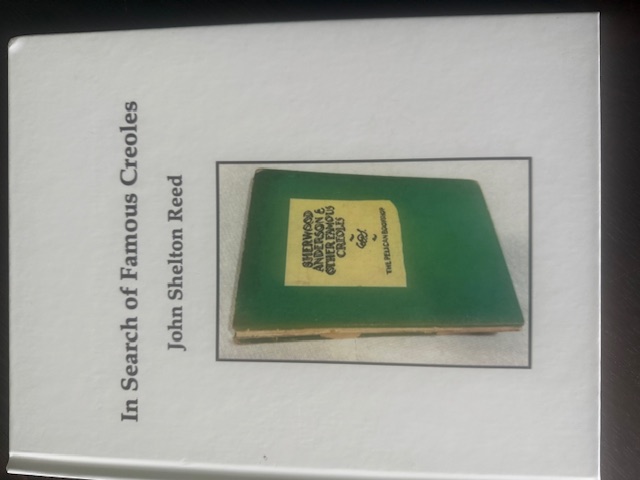 In Search of Famous Creoles
John Shelton Reed
SHERWOOD
ANDERSON &
OTHER FAMOUS
CREOLES
THE PELICAN BOOKSHOP